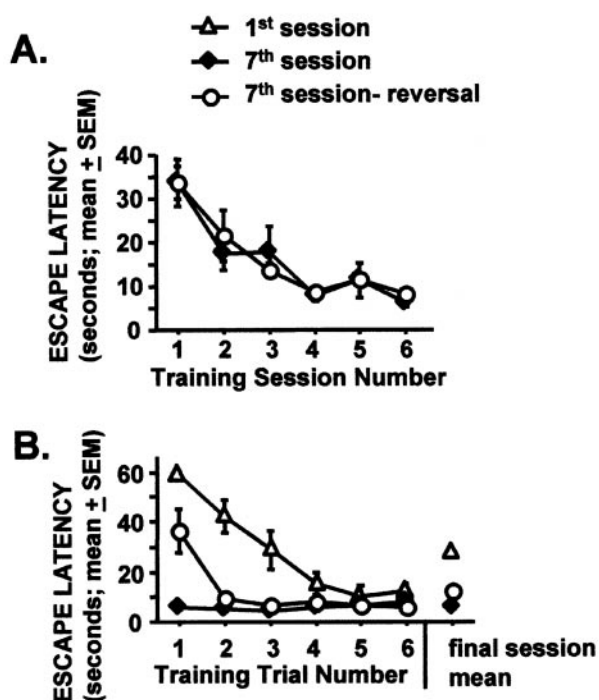 A.
1st session
7th session
7th session- reversal
ESCAPE LATENCY
(seconds; mean ± SEM)
40
30
20
10
0
1 2 3 4 5 6
Training Session Number
B.
ESCAPE LATENCY
(seconds; mean ± SEM)
60
40
20
0
1 2 3 4 5 6
Training Trial Number
final session
mean